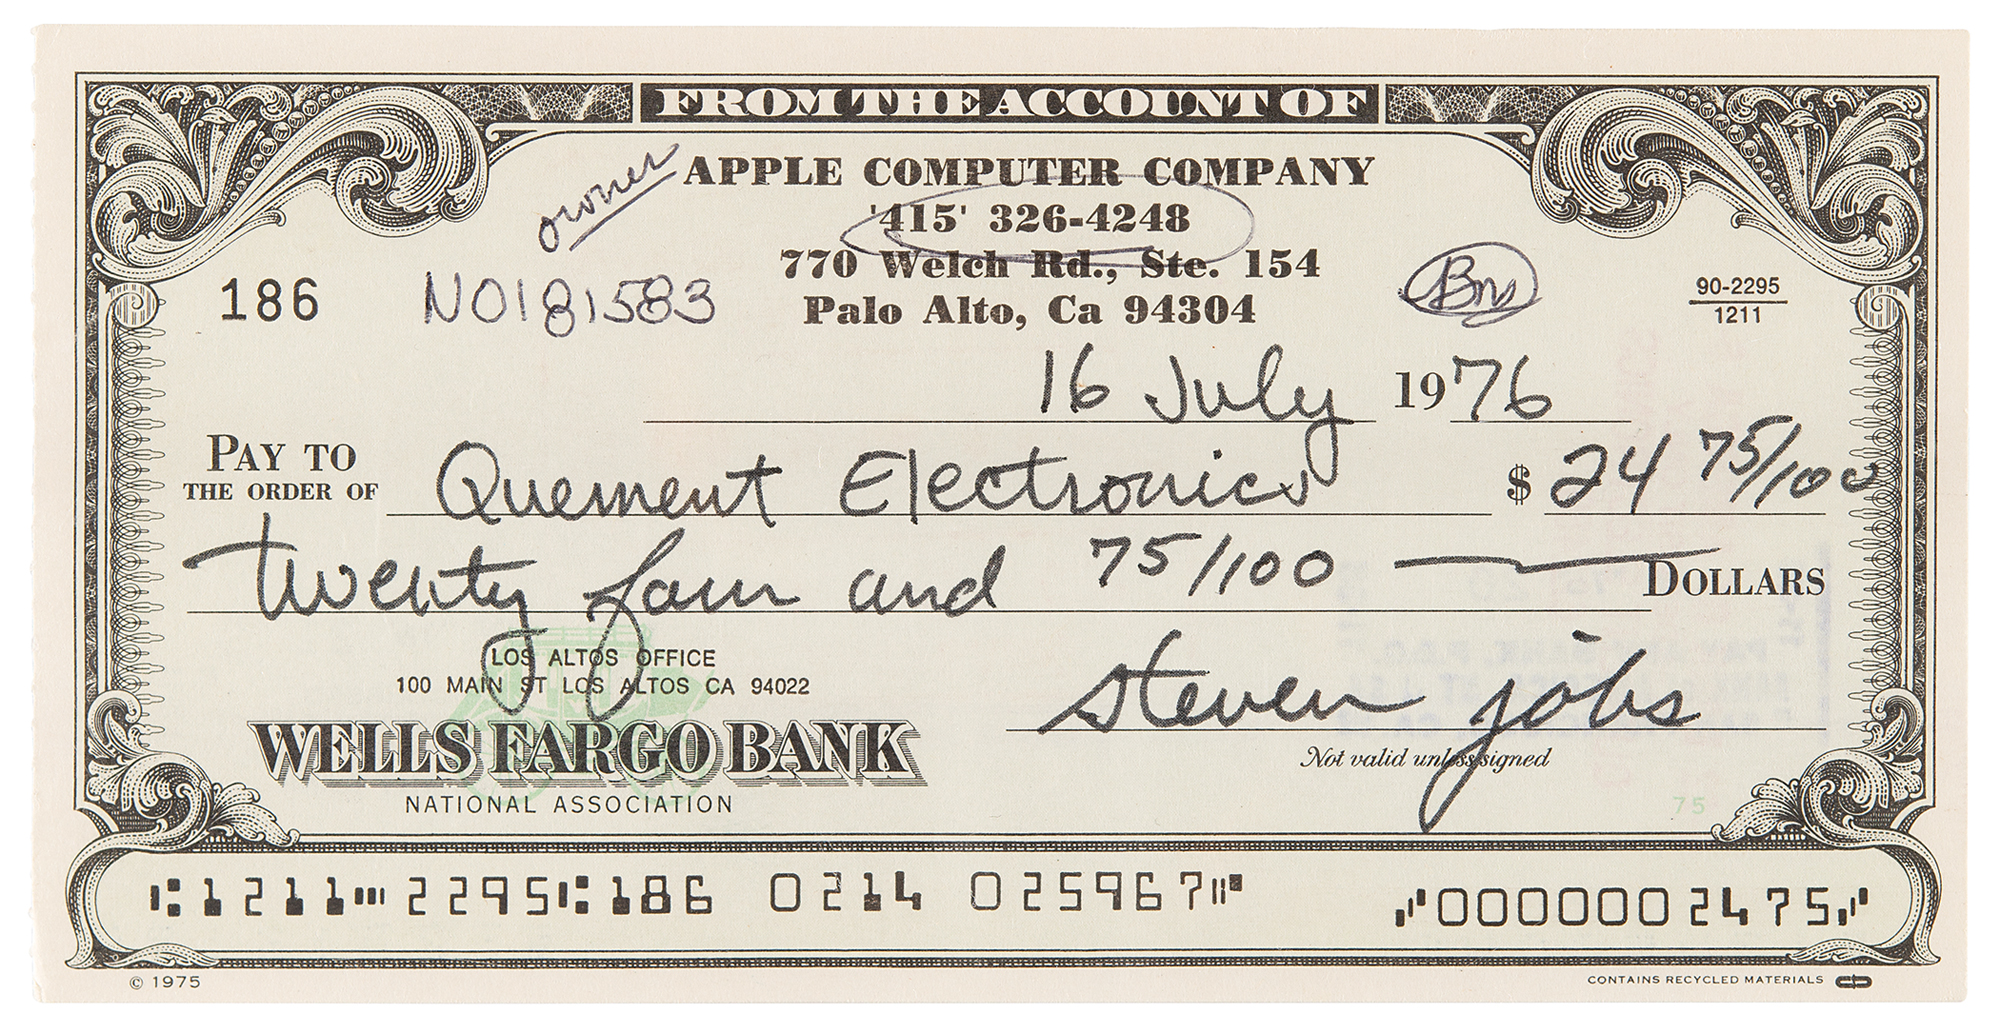 FROM THE ACCOUNT OF
owner
APPLE COMPUTER COMPANY
'415' 326-4248
770 Welch Rd., Ste. 154
Palo Alto, Ca 94304
186
NO181583
90-2295
1211
16 July 1976
PAY TO
THE ORDER OF Quement Electronics $ 24 75/100
twenty four and 75/100 DOLLARS
LOS ALTOS OFFICE
100 MAIN ST LOS ALTOS CA 94022
WELLS FARGO BANK
NATIONAL ASSOCIATION
steven jobs
Not valid unless signed
75
⑆1211⑉2295⑆186 0214 025967⑈ ⑇0000002475⑇
© 1975
CONTAINS RECYCLED MATERIALS